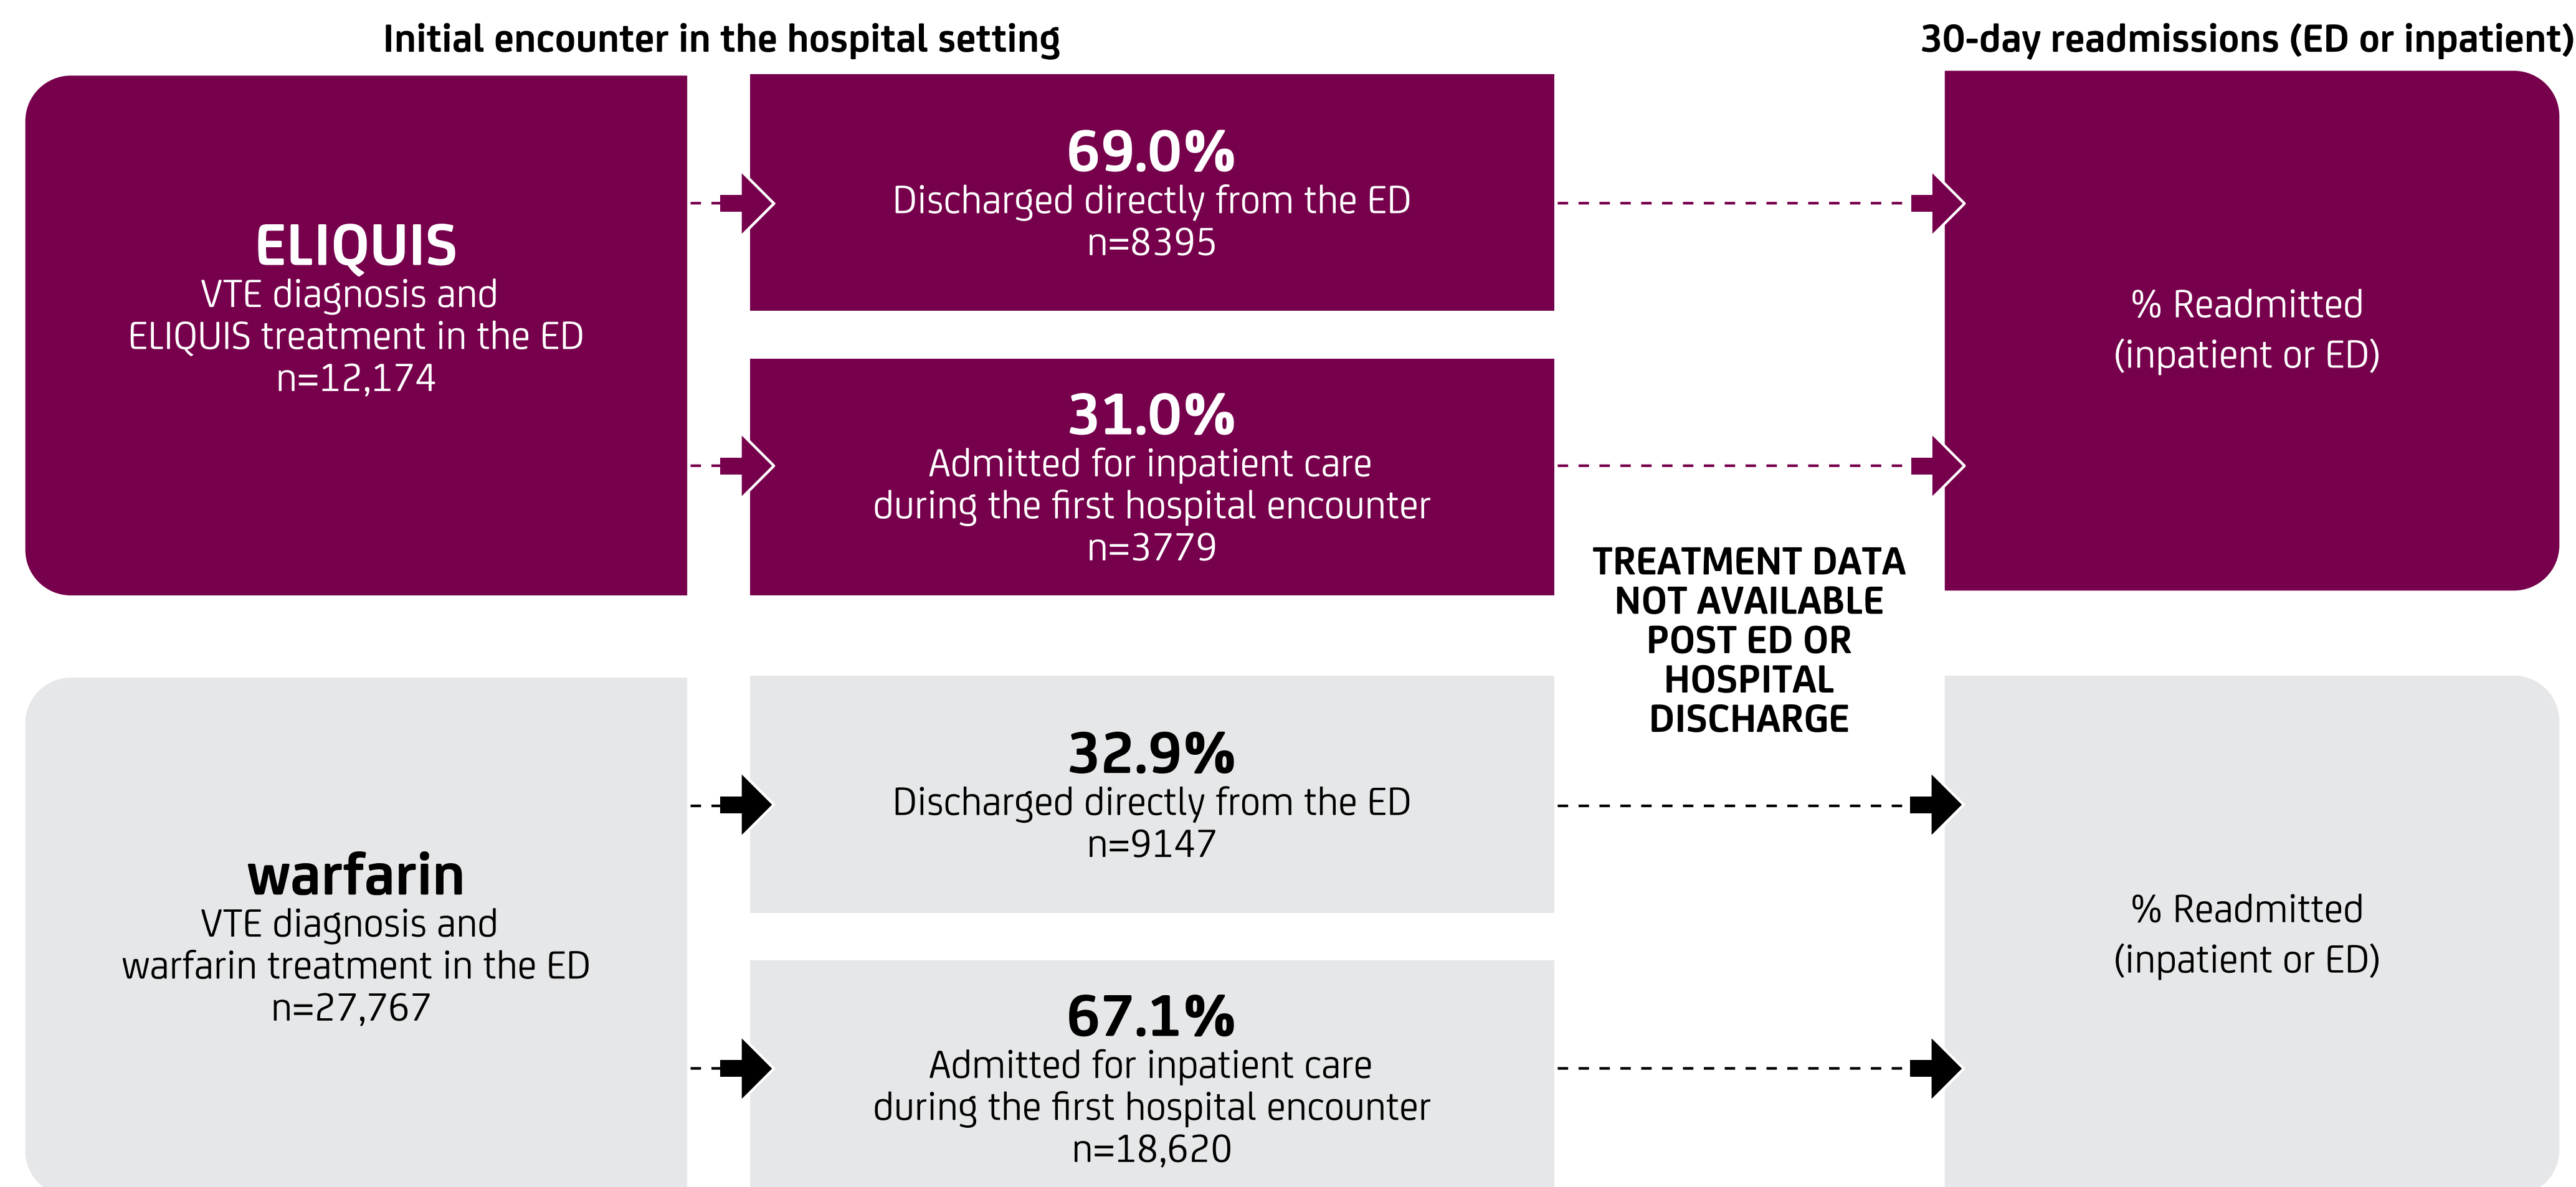 Initial encounter in the hospital setting
30-day readmissions (ED or inpatient)
ELIQUIS
VTE diagnosis and
ELIQUIS treatment in the ED
n=12,174
69.0%
Discharged directly from the ED
n=8395
31.0%
Admitted for inpatient care
during the first hospital encounter
n=3779
% Readmitted
(inpatient or ED)
TREATMENT DATA
NOT AVAILABLE
POST ED OR
HOSPITAL
DISCHARGE
warfarin
VTE diagnosis and
warfarin treatment in the ED
n=27,767
32.9%
Discharged directly from the ED
n=9147
67.1%
Admitted for inpatient care
during the first hospital encounter
n=18,620
% Readmitted
(inpatient or ED)